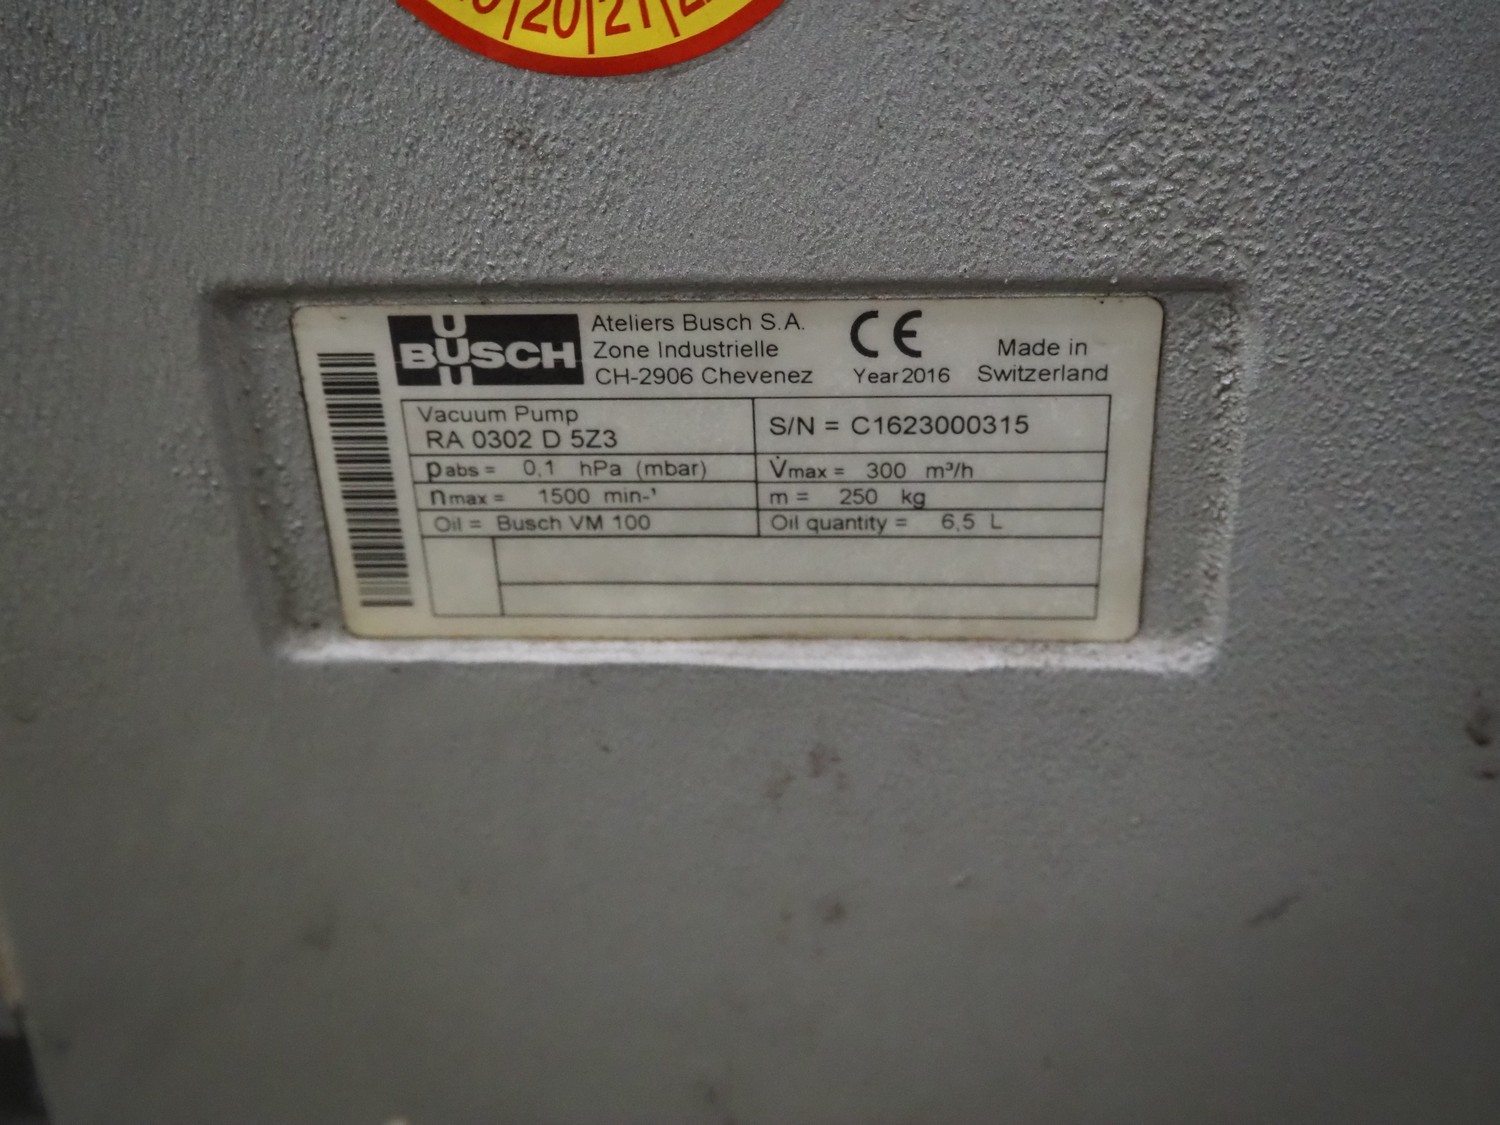 20 21
BUSCH
Ateliers Busch S.A.
Zone Industrielle
CH-2906 Chevenez
CE
Year 2016
Made in
Switzerland
Vacuum Pump
RA 0302 D 5Z3
S/N = C1623000315
pabs = 0,1 hPa (mbar)
V̇max = 300 m³/h
nmax = 1500 min-¹
m = 250 kg
Oil = Busch VM 100
Oil quantity = 6,5 L